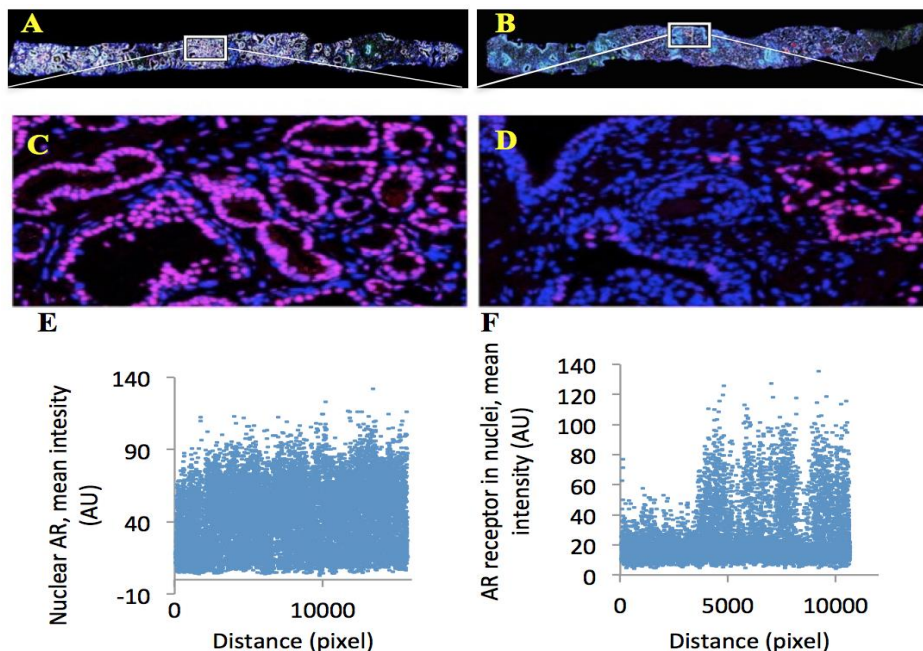 A
B
C
D
E
F
Nuclear AR, mean intesity
(AU)
140
90
40
-10
0
10000
Distance (pixel)
AR receptor in nuclei, mean
intensity (AU)
140
120
100
80
60
40
20
0
0
5000
10000
Distance (pixel)